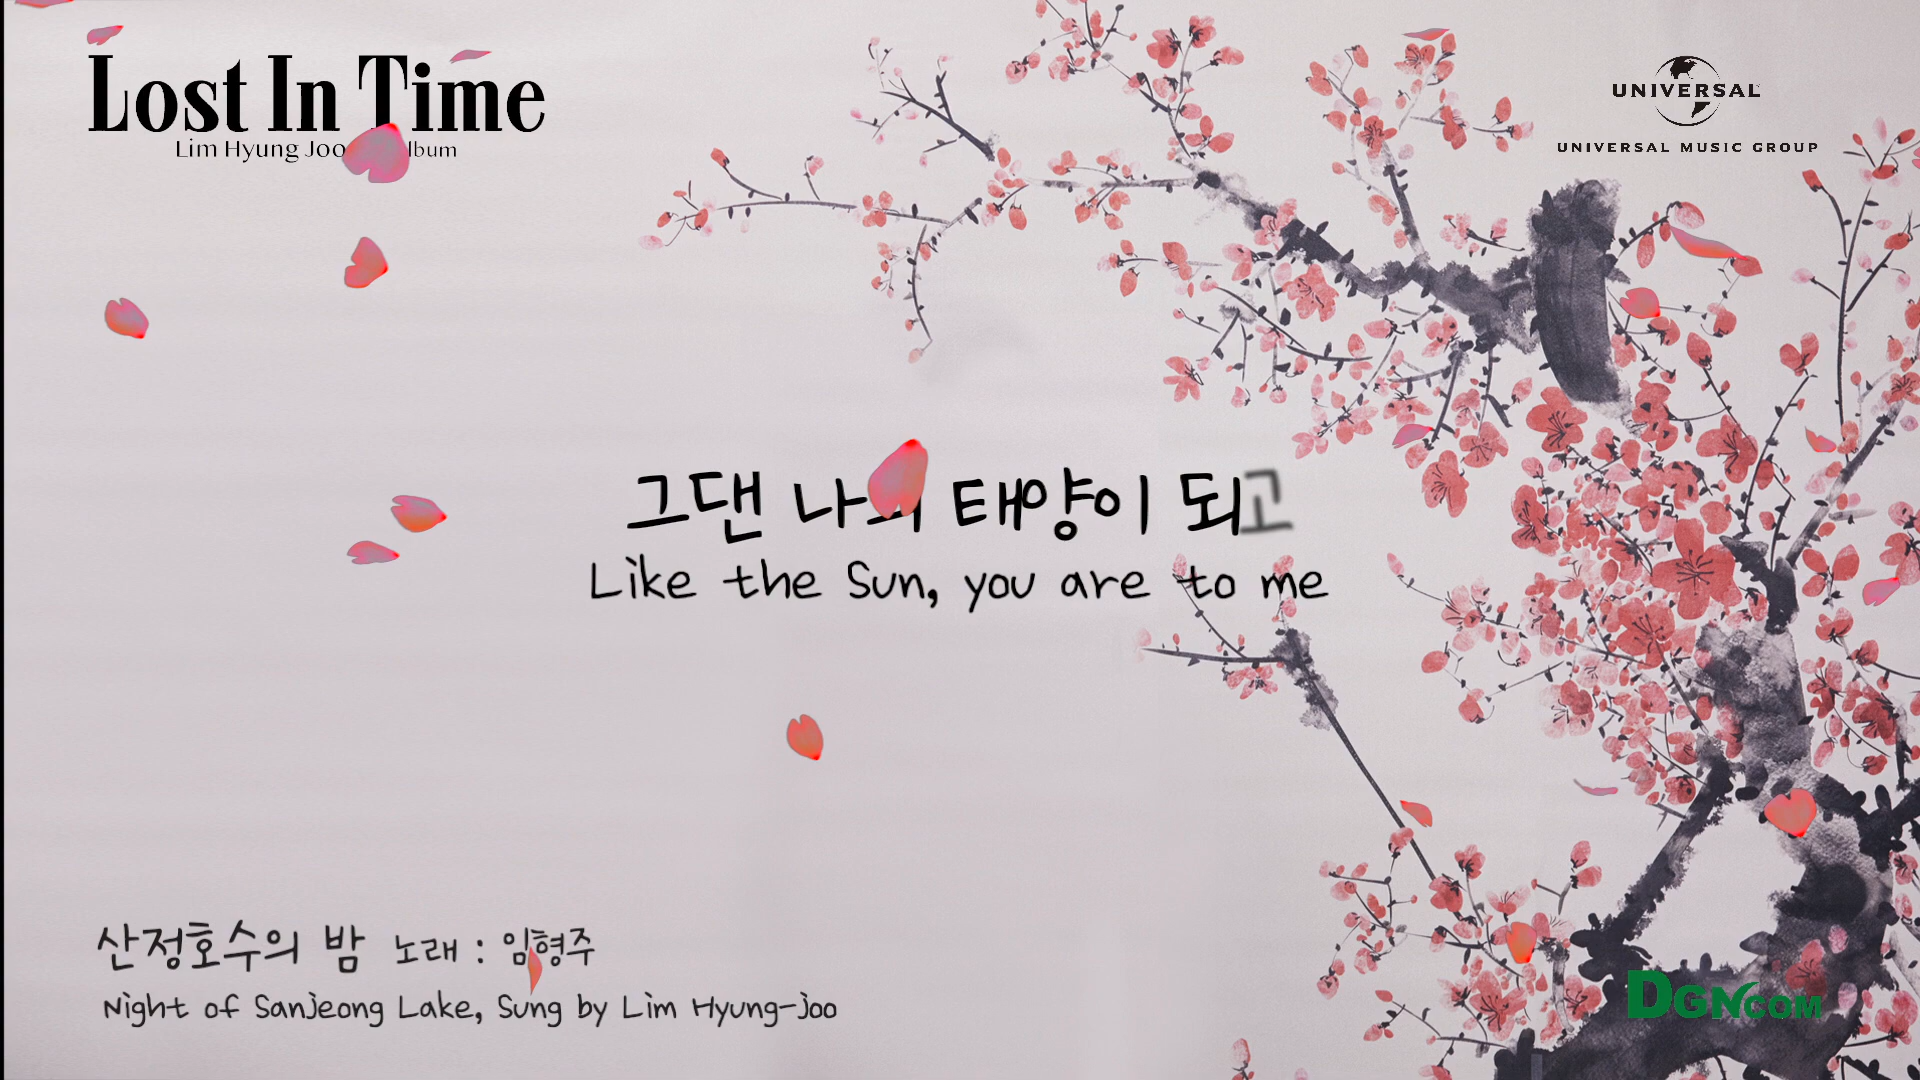 Lost In Time
Lim Hyung Joo
UNIVERSAL
UNIVERSAL MUSIC GROUP
그댄 나의 태양이 되고
Like the Sun, you are to me
산정호수의 밤 노래 : 임형주
Night of Sanjeong Lake, Sung by Lim Hyung-joo
DGNCOM